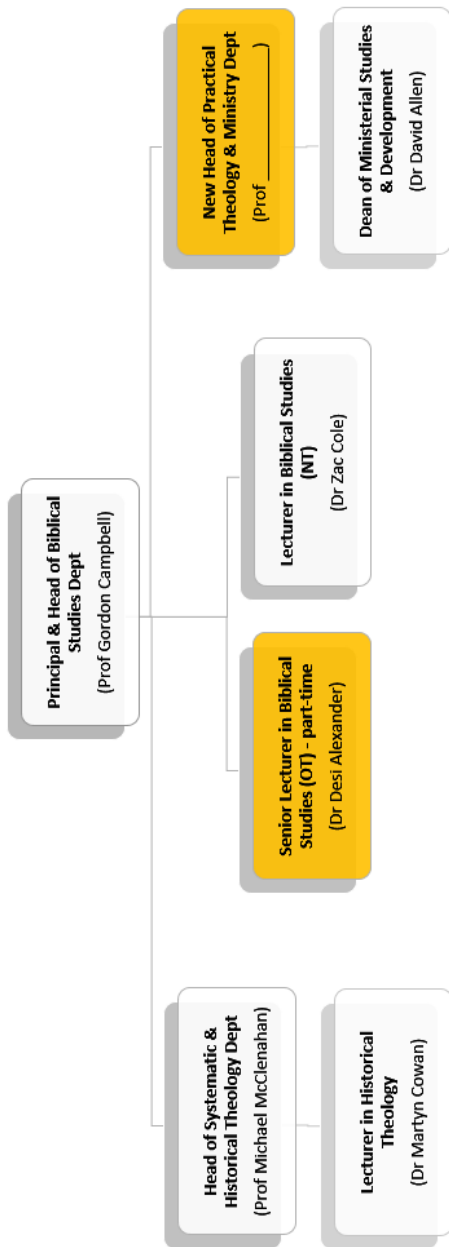 Principal & Head of Biblical
Studies Dept
(Prof Gordon Campbell)
Head of Systematic &
Historical Theology Dept
(Prof Michael McClenahan)
New Head of Practical
Theology & Ministry Dept
(Prof ____________)
Senior Lecturer in Biblical
Studies (OT) - part-time
(Dr Desi Alexander)
Lecturer in Biblical Studies
(NT)
(Dr Zac Cole)
Lecturer in Historical
Theology
(Dr Martyn Cowan)
Dean of Ministerial Studies
& Development
(Dr David Allen)